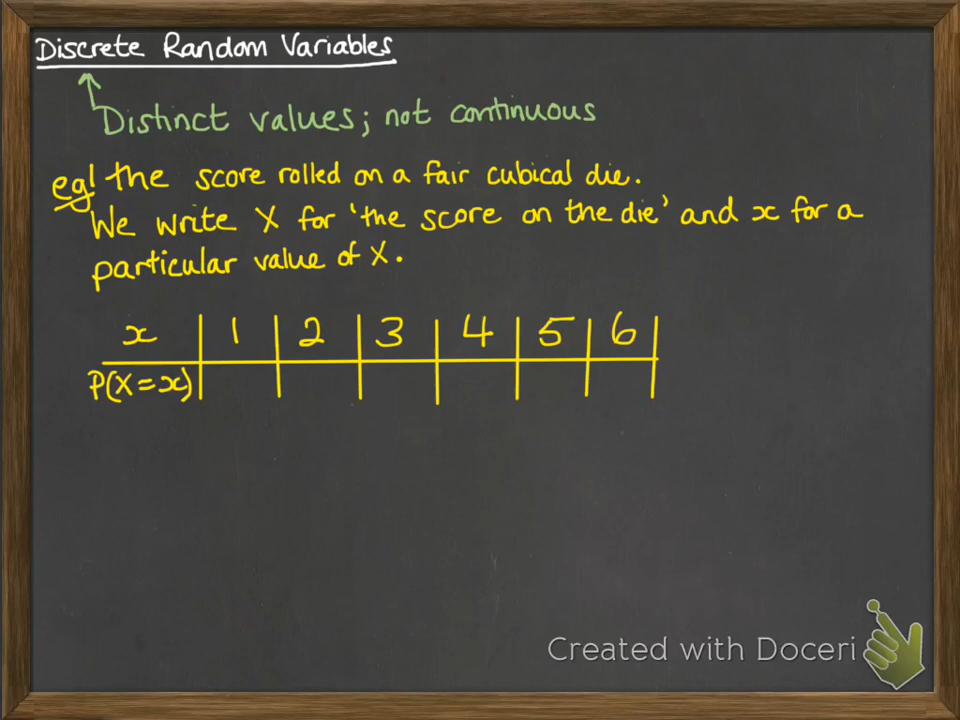 Discrete Random Variables
Distinct values; not continuous
eg1 the score rolled on a fair cubical die.
We write X for 'the score on the die' and x for a
particular value of X.
x 1 2 3 4 5 6
P(X=x)
Created with Doceri